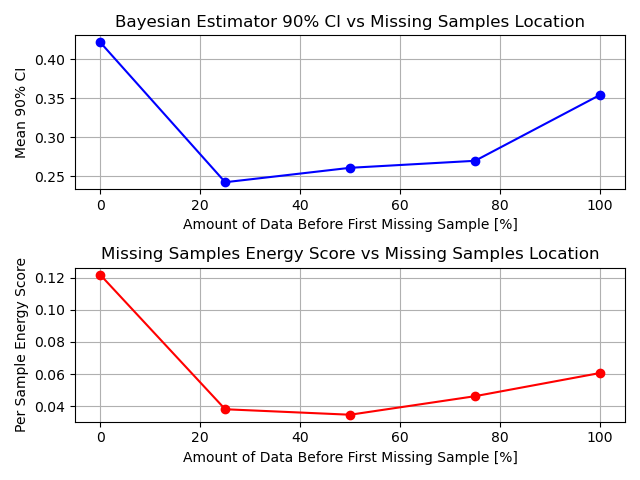 Bayesian Estimator 90% CI vs Missing Samples Location
Mean 90% CI
0.40
0.35
0.30
0.25
0 20 40 60 80 100
Amount of Data Before First Missing Sample [%]
Missing Samples Energy Score vs Missing Samples Location
Per Sample Energy Score
0.12
0.10
0.08
0.06
0.04
0 20 40 60 80 100
Amount of Data Before First Missing Sample [%]